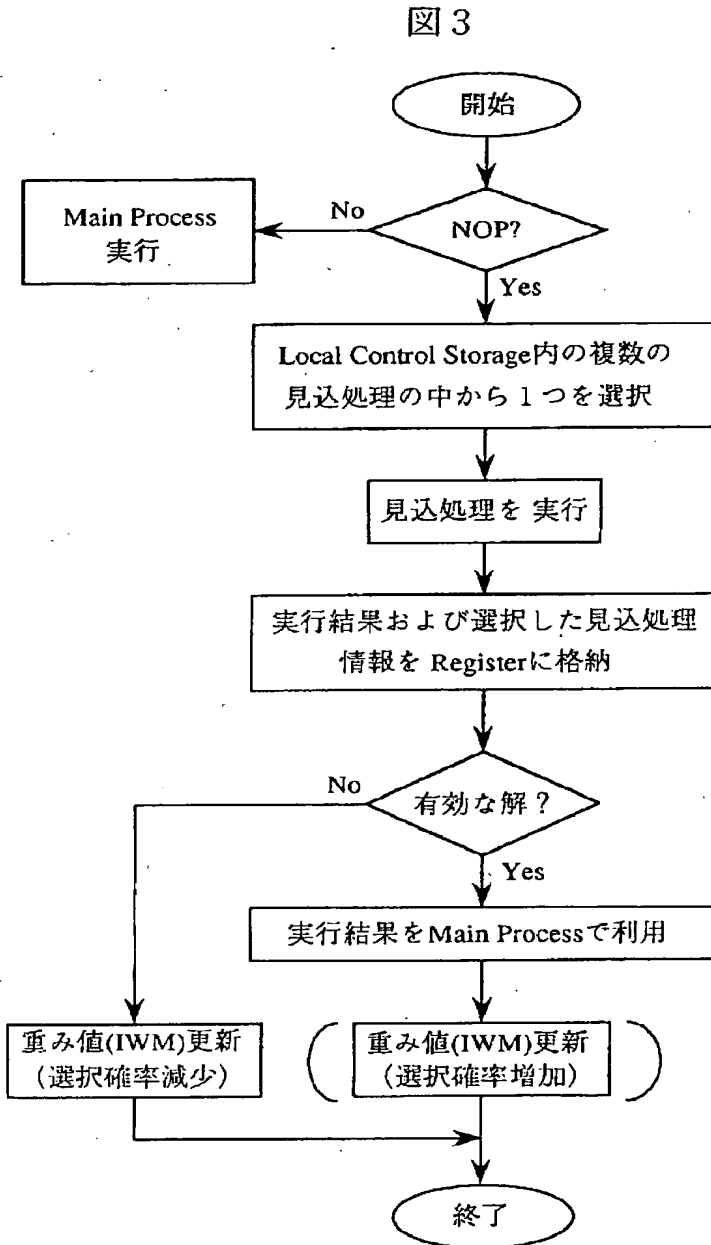 図3
開始
NOP?
No
Main Process
実行
Yes
Local Control Storage内の複数の
見込処理の中から1つを選択
見込処理を 実行
実行結果および選択した見込処理
情報を Registerに格納
有効な解?
No
Yes
実行結果をMain Processで利用
重み値(IWM)更新
(選択確率減少)
重み値(IWM)更新
(選択確率増加)
終了